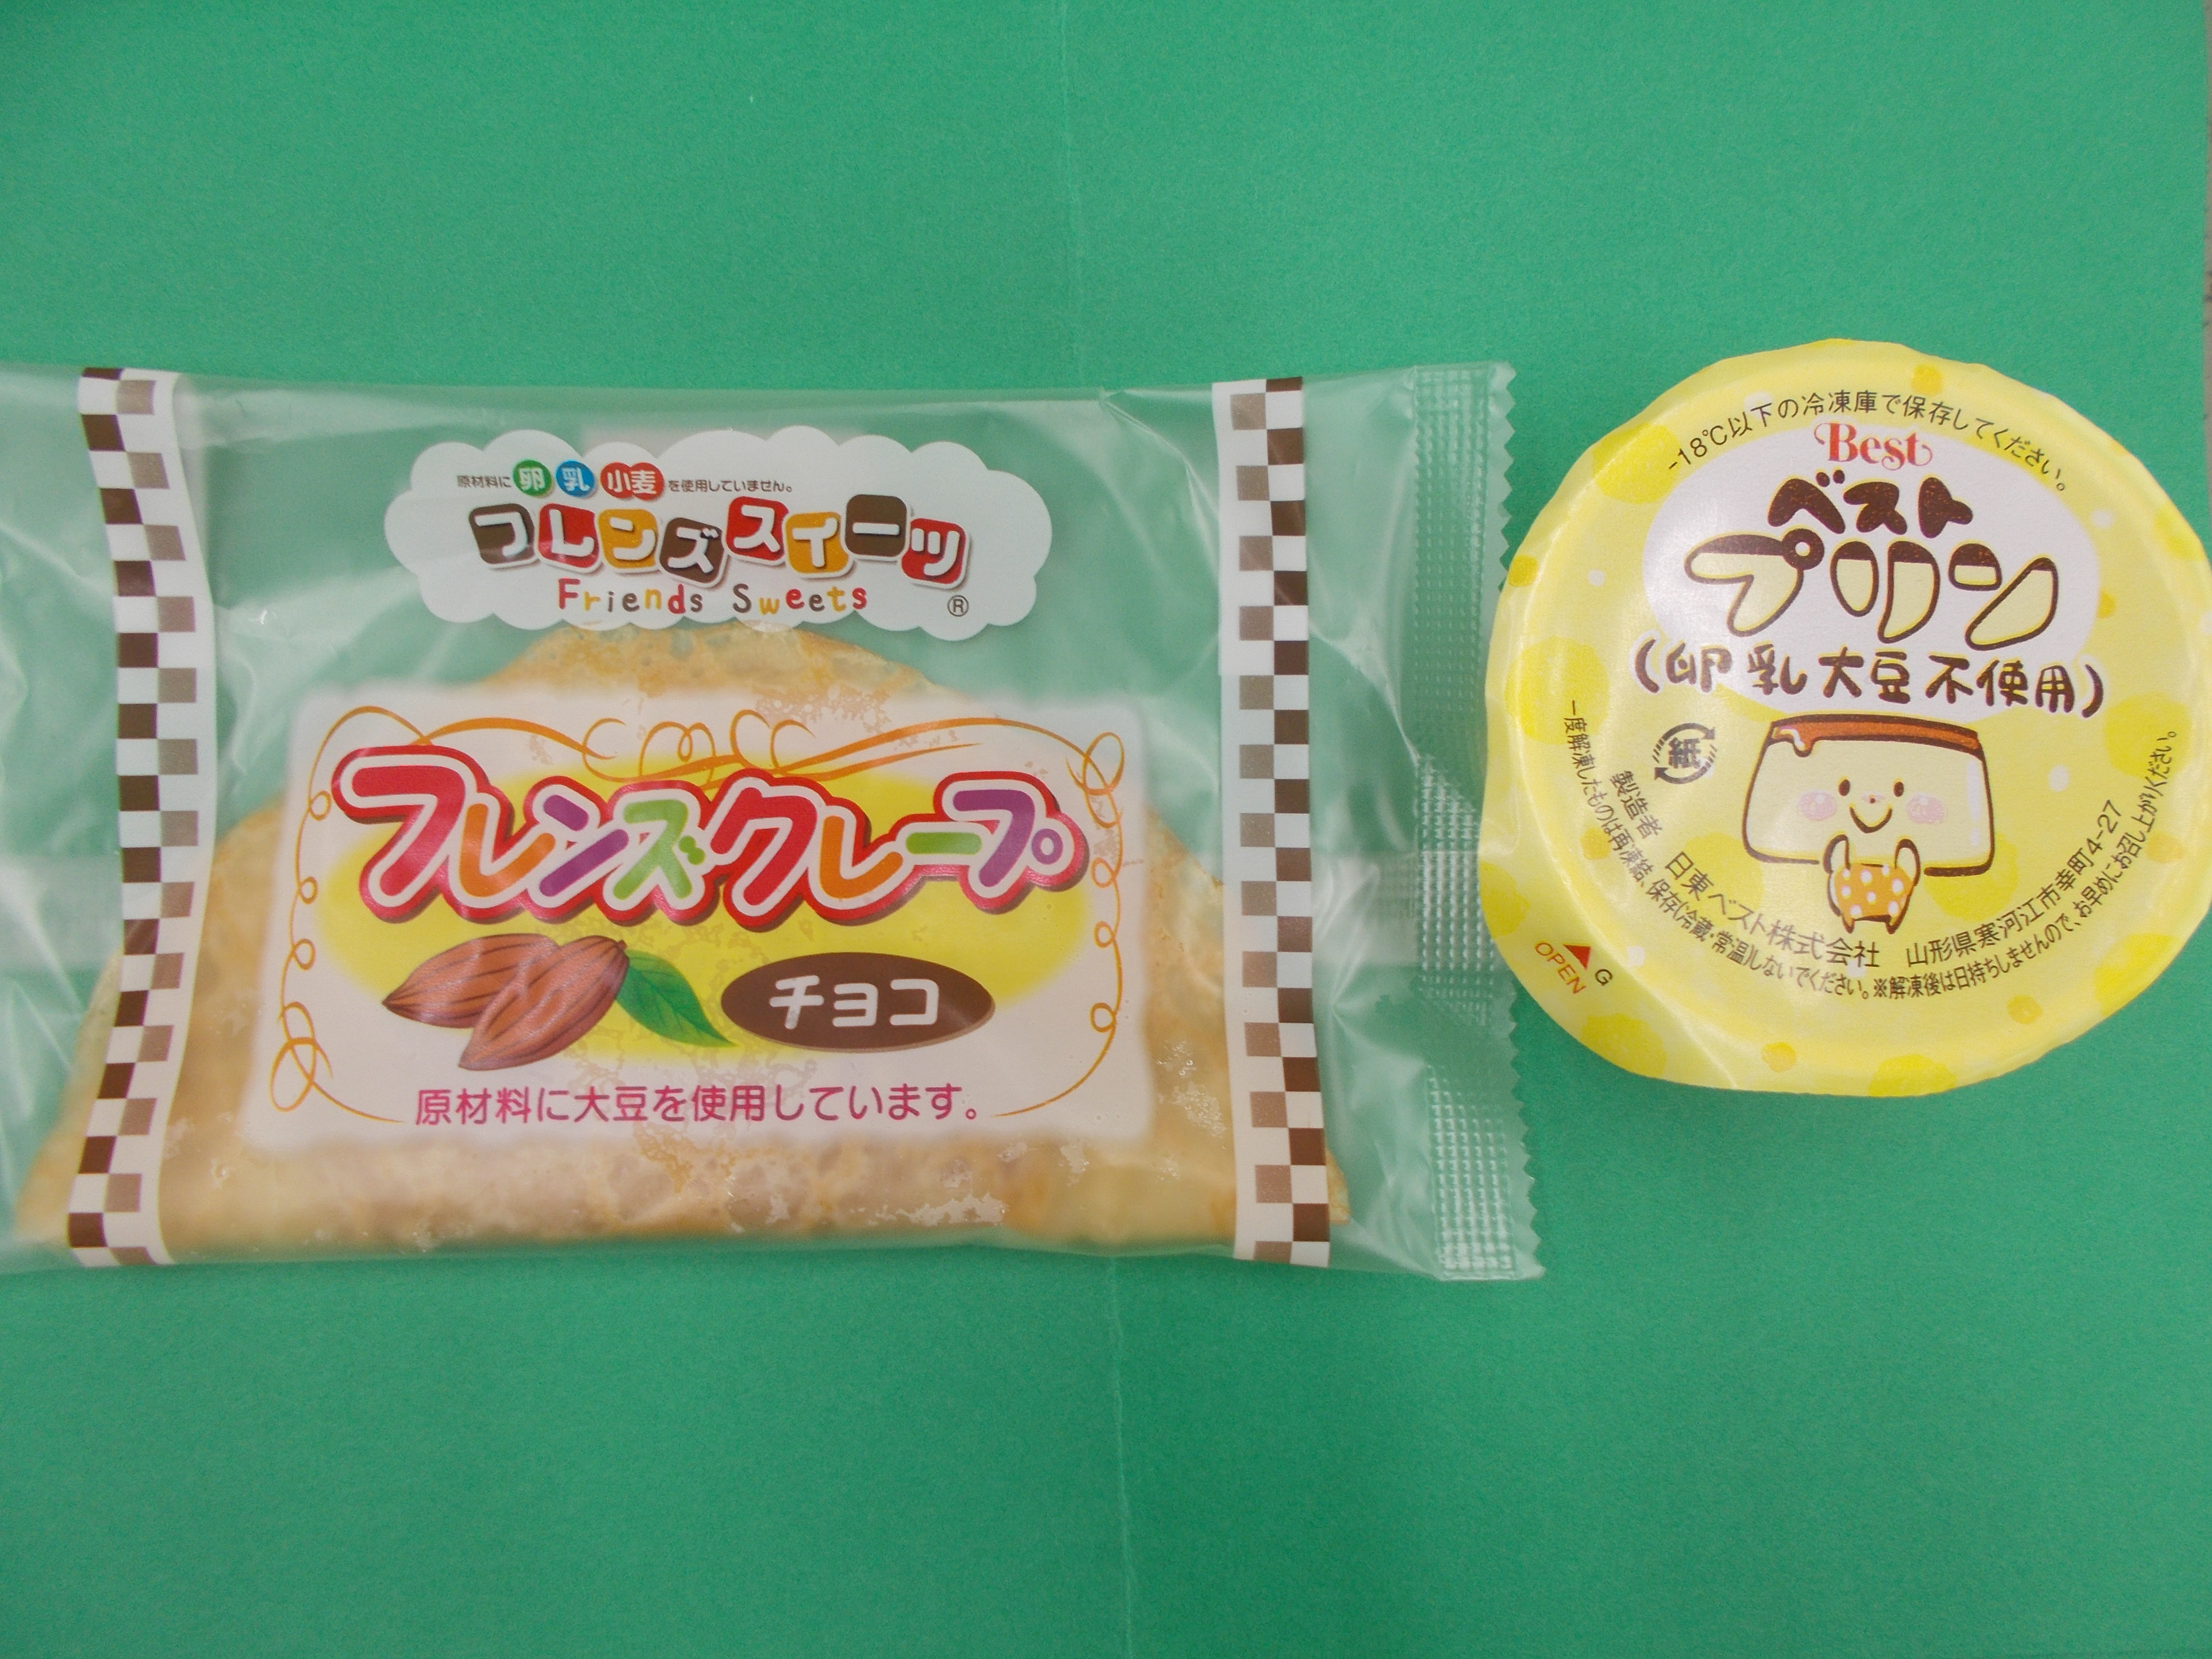 原材料に卵乳小麦を使用していません。
フレンズスイーツ
Friends Sweets ®
フレンズクレープ
チョコ
原材料に大豆を使用しています。
-18℃以下の冷凍庫で保存してください。
Best
ベスト
プリン
(卵乳大豆不使用)
紙
製造者 日東ベスト株式会社 山形県寒河江市幸町4-27
一度解凍したものは再凍結、保存(冷蔵・常温)しないでください。※解凍後は日持ちしませんので、お早めにお召し上がりください。
OPEN
G